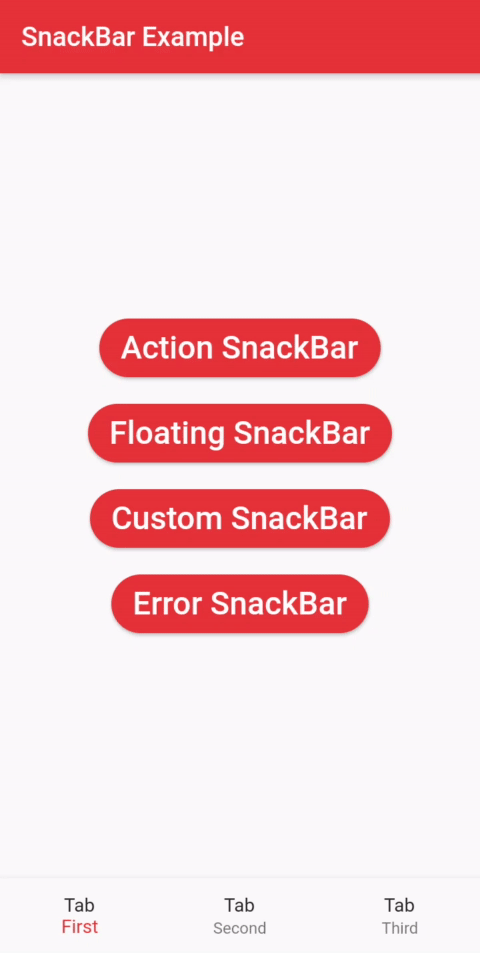 SnackBar Example
Action SnackBar
Floating SnackBar
Custom SnackBar
Error SnackBar
Tab Tab Tab
First Second Third